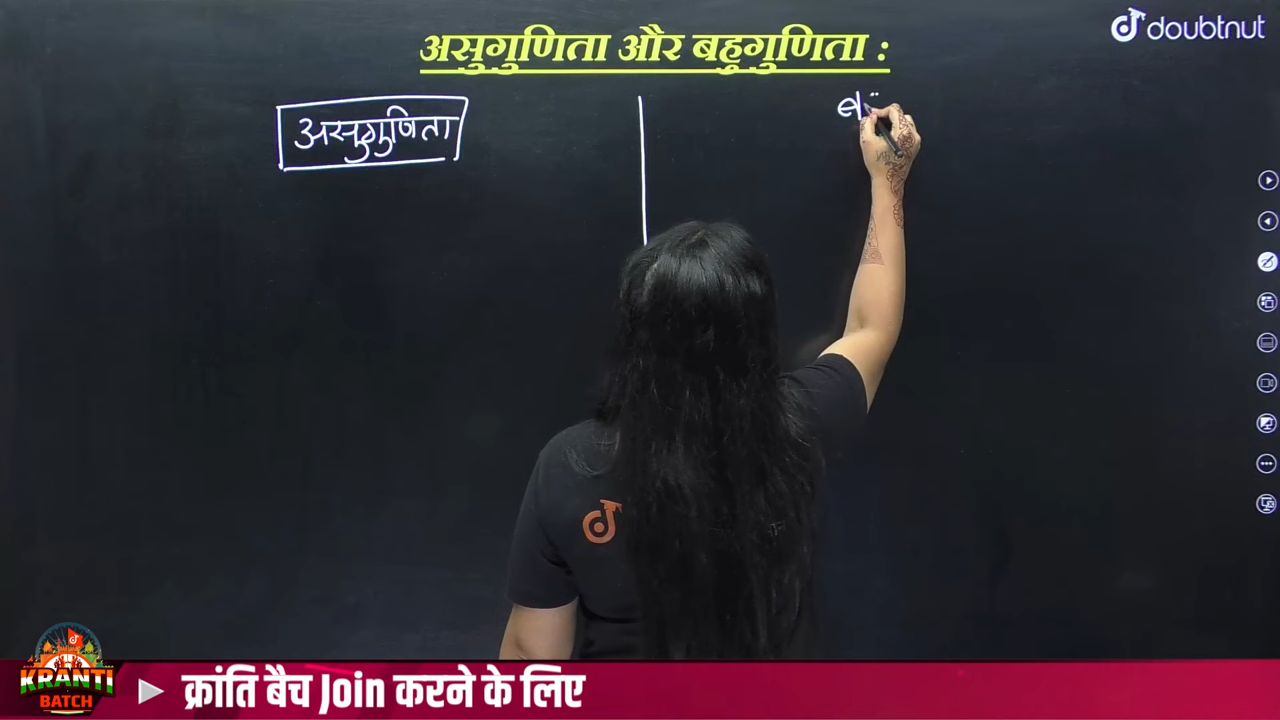 असुगुणिता और बहुगुणिता :
doubtnut
असुगुणिता
ब
KRANTI
BATCH
क्रांति बैच Join करने के लिए